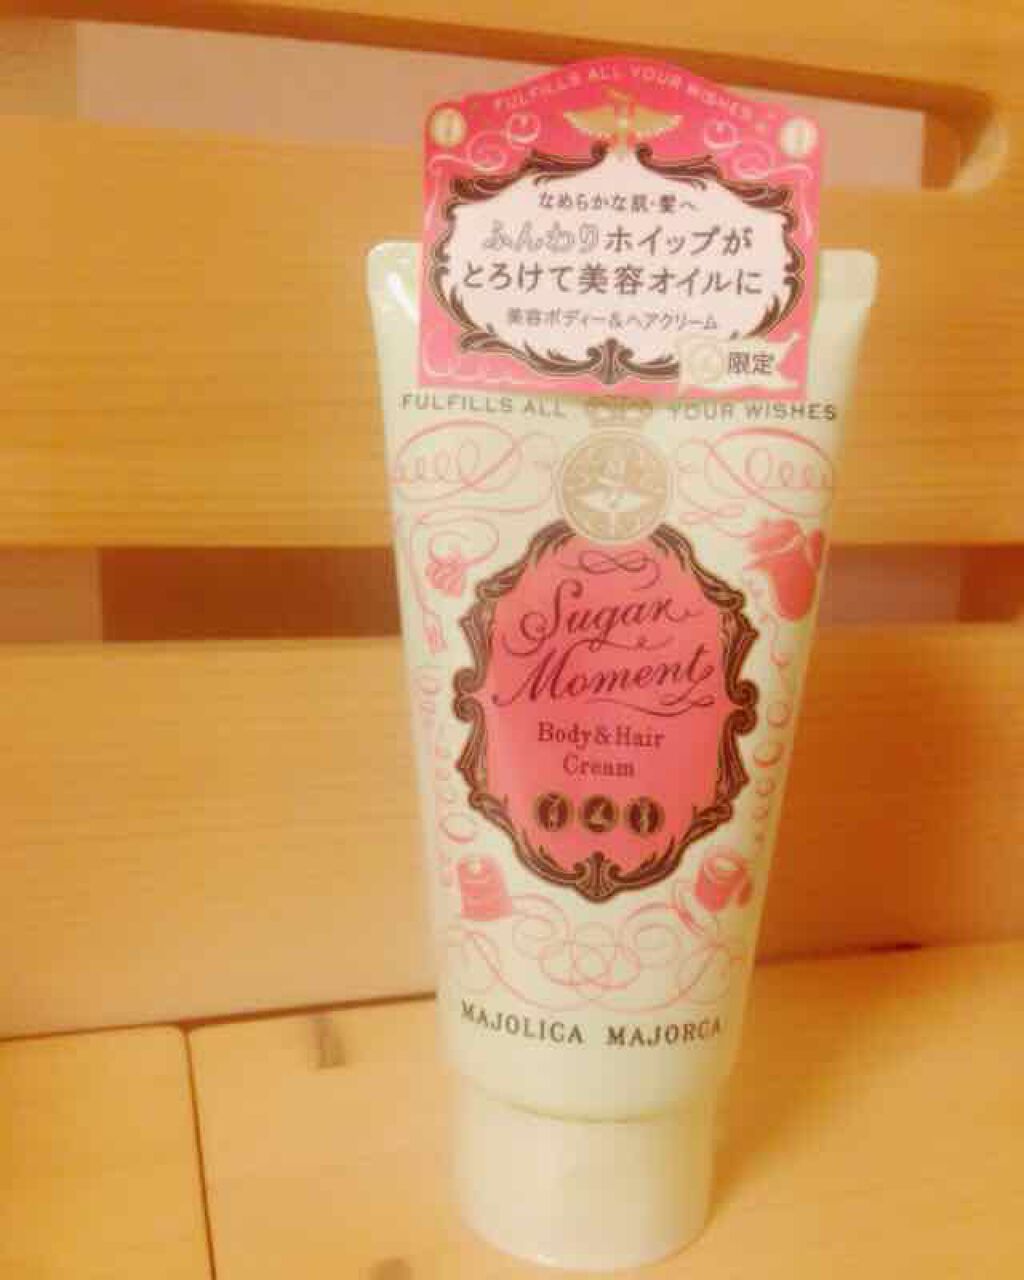 FULFILLS ALL YOUR WISHES
なめらかな肌・髪へ
ふんわりホイップが
とろけて美容オイルに
美容ボディー&ヘアクリーム
限定
FULFILLS ALL YOUR WISHES
Sugar
Moment
Body & Hair
Cream
MAJOLICA MAJORCA